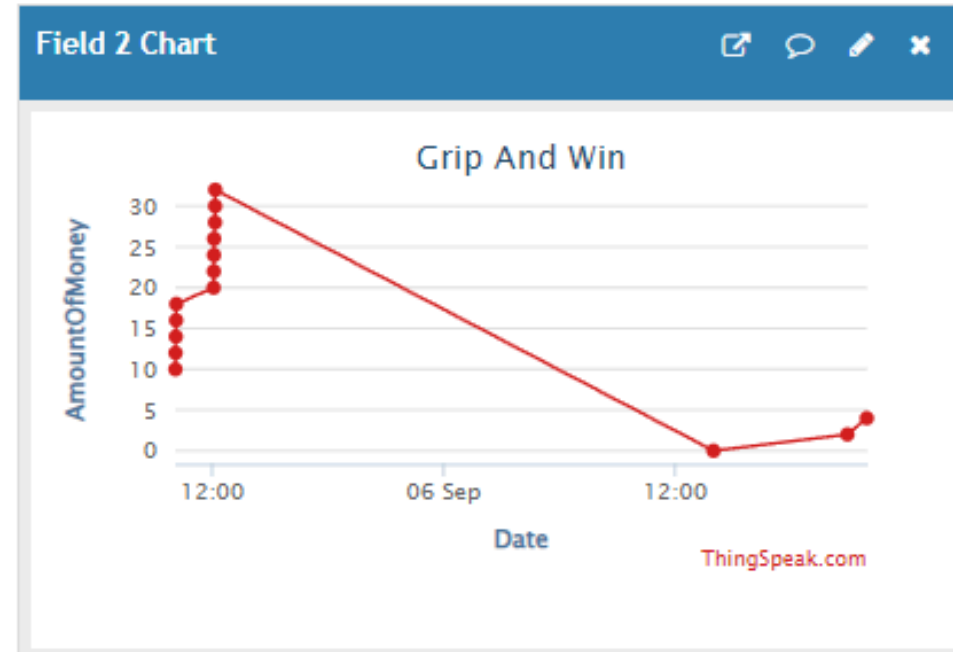 Field 2 Chart
Grip And Win
AmountOfMoney
30
25
20
15
10
5
0
12:00 06 Sep 12:00
Date
ThingSpeak.com